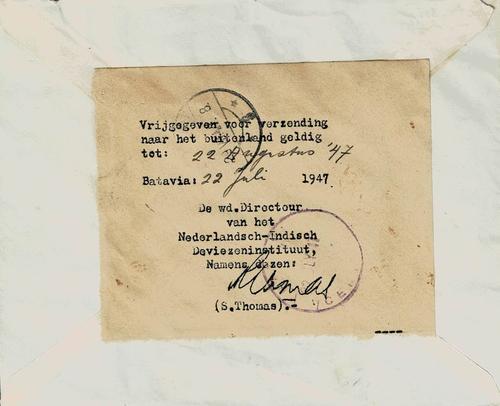 Vrijgegeven voor verzending
naar het buitenland geldig
tot: 22 Augustus '47
Batavia: 22 Juli 1947.
De wd. Directeur
van het
Nederlandsch-Indisch
Deviezeninstituut,
Namens dezen:
(S.Thomas).-